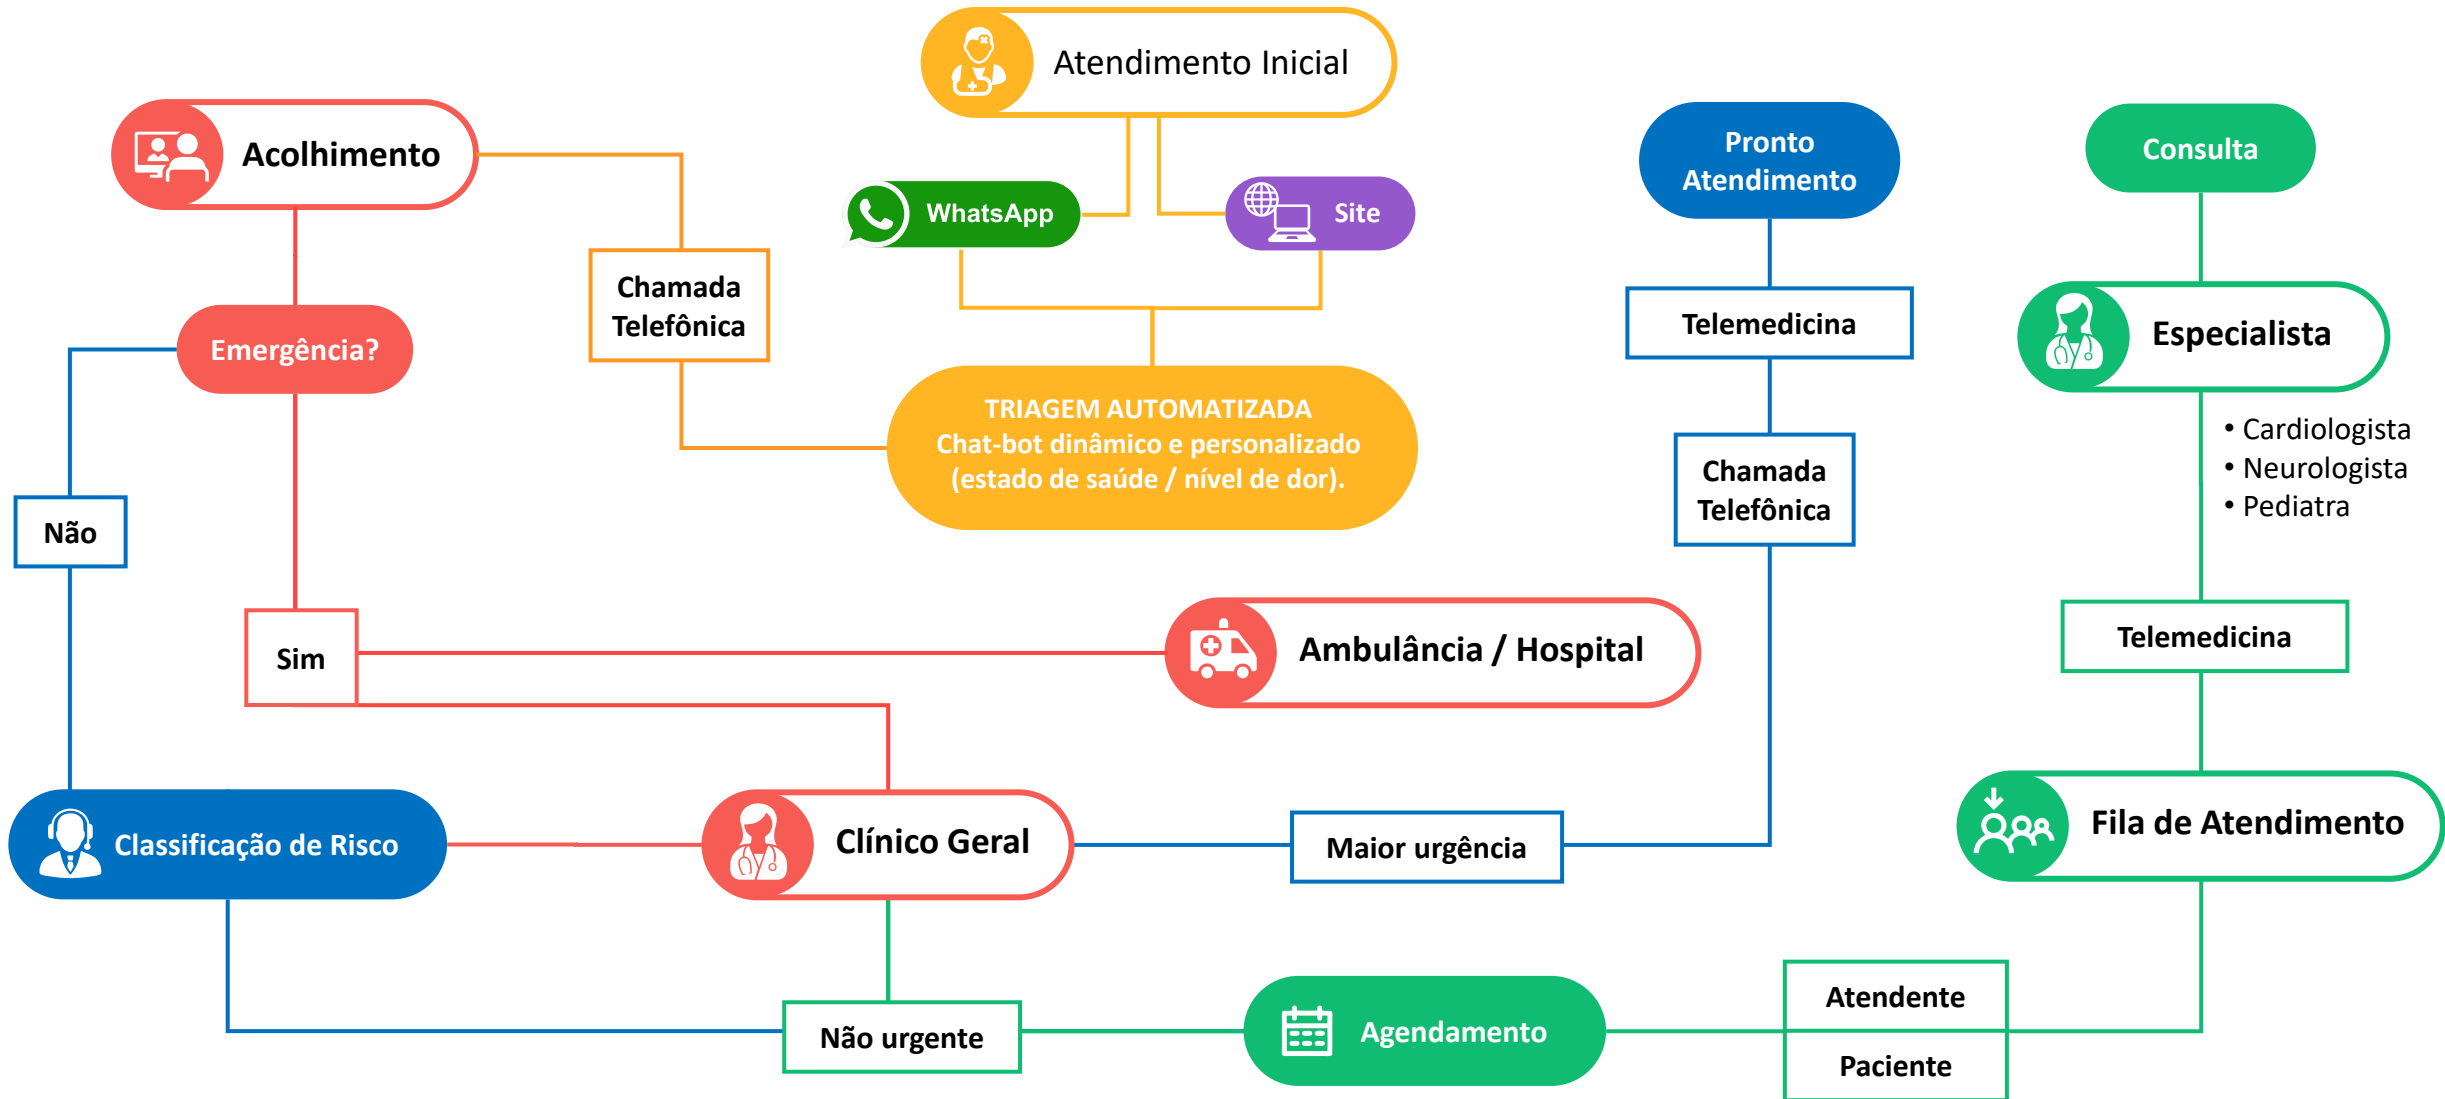 Atendimento Inicial
Acolhimento
Pronto
Atendimento
Consulta
WhatsApp
Site
Chamada
Telefônica
Telemedicina
Especialista
Emergência?
TRIAGEM AUTOMATIZADA
Chat-bot dinâmico e personalizado
(estado de saúde / nível de dor).
• Cardiologista
• Neurologista
• Pediatra
Chamada
Telefônica
Não
Sim
Ambulância / Hospital
Telemedicina
Classificação de Risco
Clínico Geral
Maior urgência
Fila de Atendimento
Não urgente
Agendamento
Atendente
Paciente